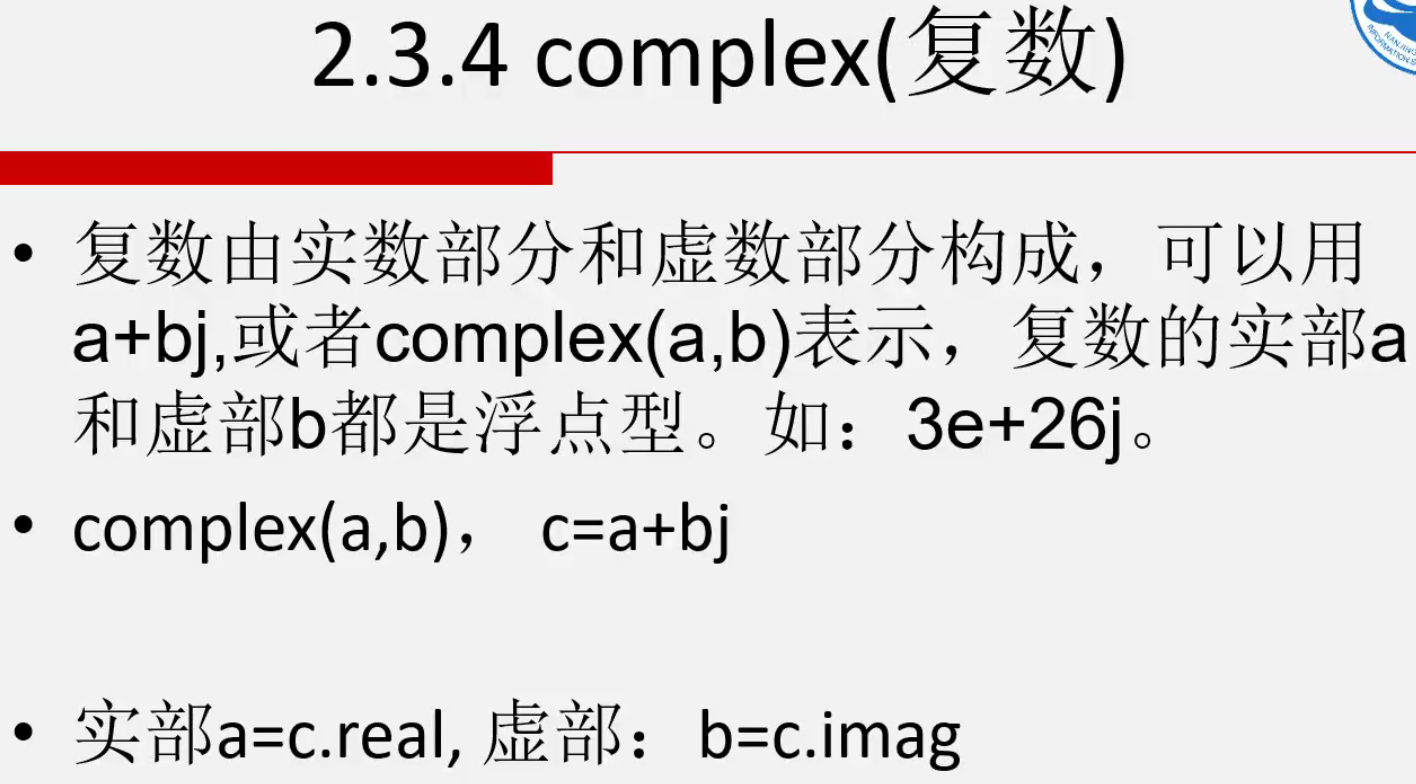 2.3.4 complex(复数)
• 复数由实数部分和虚数部分构成，可以用
a+bj,或者complex(a,b)表示，复数的实部a
和虚部b都是浮点型。如：3e+26j。
• complex(a,b)， c=a+bj
• 实部a=c.real, 虚部：b=c.imag